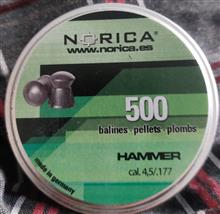 NORICA®
www.norica.es
500
balines · pellets · plombs
HAMMER
cal. 4,5/.177
made in germany